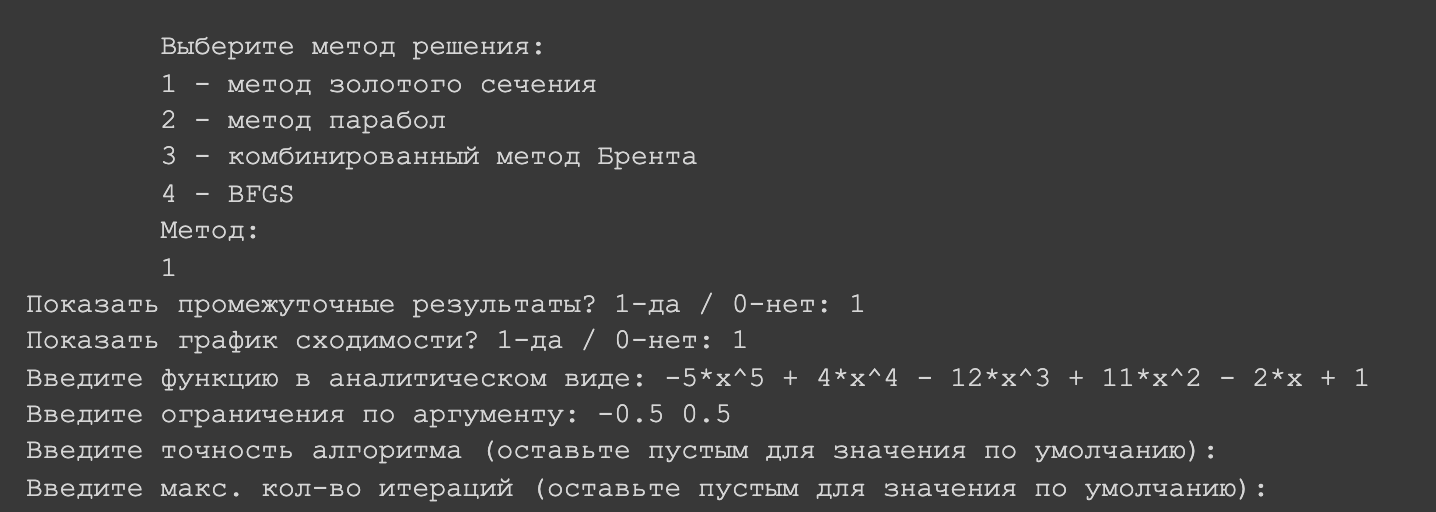 Выберите метод решения:
1 - метод золотого сечения
2 - метод парабол
3 - комбинированный метод Брента
4 - BFGS
Метод:
1
Показать промежуточные результаты? 1-да / 0-нет: 1
Показать график сходимости? 1-да / 0-нет: 1
Введите функцию в аналитическом виде: -5*x^5 + 4*x^4 - 12*x^3 + 11*x^2 - 2*x + 1
Введите ограничения по аргументу: -0.5 0.5
Введите точность алгоритма (оставьте пустым для значения по умолчанию):
Введите макс. кол-во итераций (оставьте пустым для значения по умолчанию):